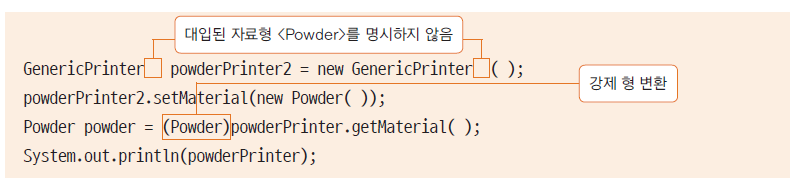 대입된 자료형 <Powder>를 명시하지 않음
GenericPrinter powderPrinter2 = new GenericPrinter ( );
강제 형 변환
powderPrinter2.setMaterial(new Powder( ));
Powder powder = (Powder)powderPrinter.getMaterial( );
System.out.println(powderPrinter);